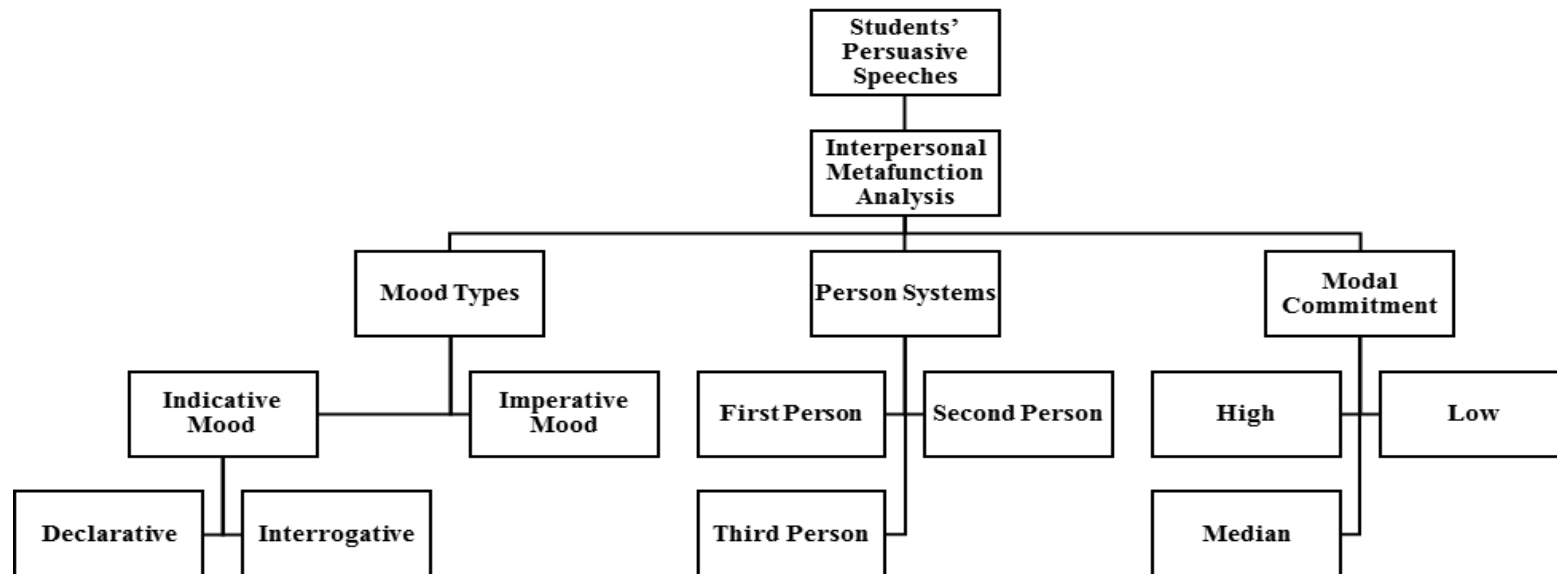 Students’
Persuasive
Speeches
Interpersonal
Metafunction
Analysis
Mood Types
Person Systems
Modal
Commitment
Indicative
Mood
Imperative
Mood
First Person
Second Person
High
Low
Declarative
Interrogative
Third Person
Median